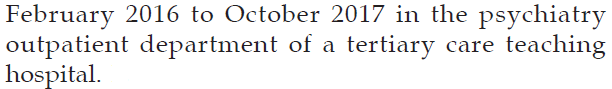 February 2016 to October 2017 in the psychiatry
outpatient department of a tertiary care teaching
hospital.